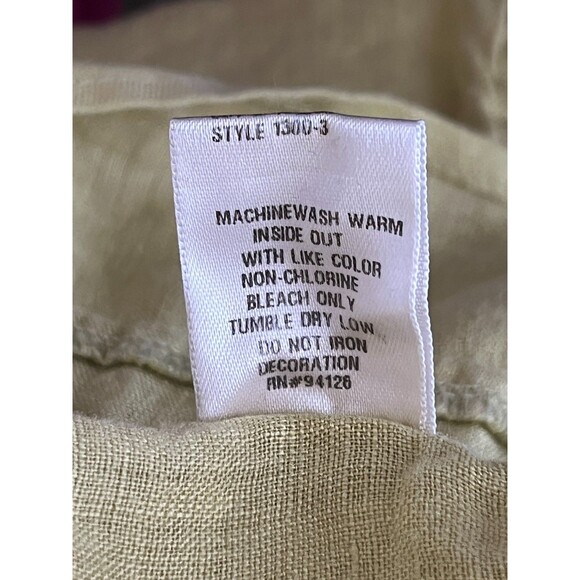 STYLE 1300-3
MACHINEWASH WARM
INSIDE OUT
WITH LIKE COLOR
NON-CHLORINE
BLEACH ONLY
TUMBLE DRY LOW
DO NOT IRON
DECORATION
RN#94126